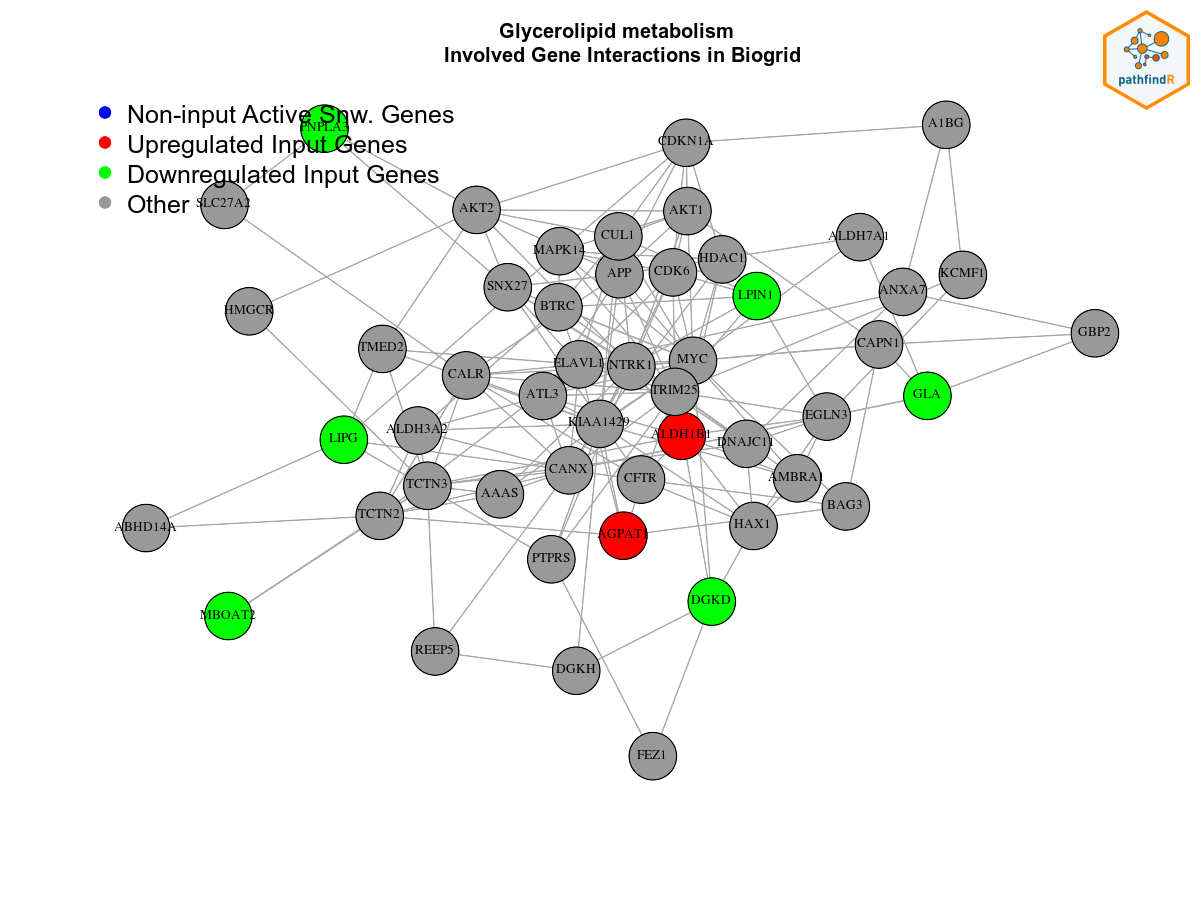 Glycerolipid metabolism
Involved Gene Interactions in Biogrid
pathfindR
Non-input Active Snw. Genes
Upregulated Input Genes
Downregulated Input Genes
Other
PNPLA3
SLC27A2
CDKN1A
A1BG
AKT2
AKT1
CUL1
MAPK14
ALDH7A1
HDAC1
APP
CDK6
KCMF1
SNX27
LPIN1
ANXA7
BTRC
HMGCR
GBP2
TMED2
CAPN1
ELAVL1
NTRK1
MYC
CALR
ATL3
TRIM25
GLA
EGLN3
KIAA1429
ALDH3A2
LIPG
ALDH1B1
DNAJC11
CANX
CFTR
AMBRA1
TCTN3
AAAS
BAG3
TCTN2
ABHD14A
HAX1
AGPAT1
PTPRS
DGKD
MBOAT2
REEP5
DGKH
FEZ1